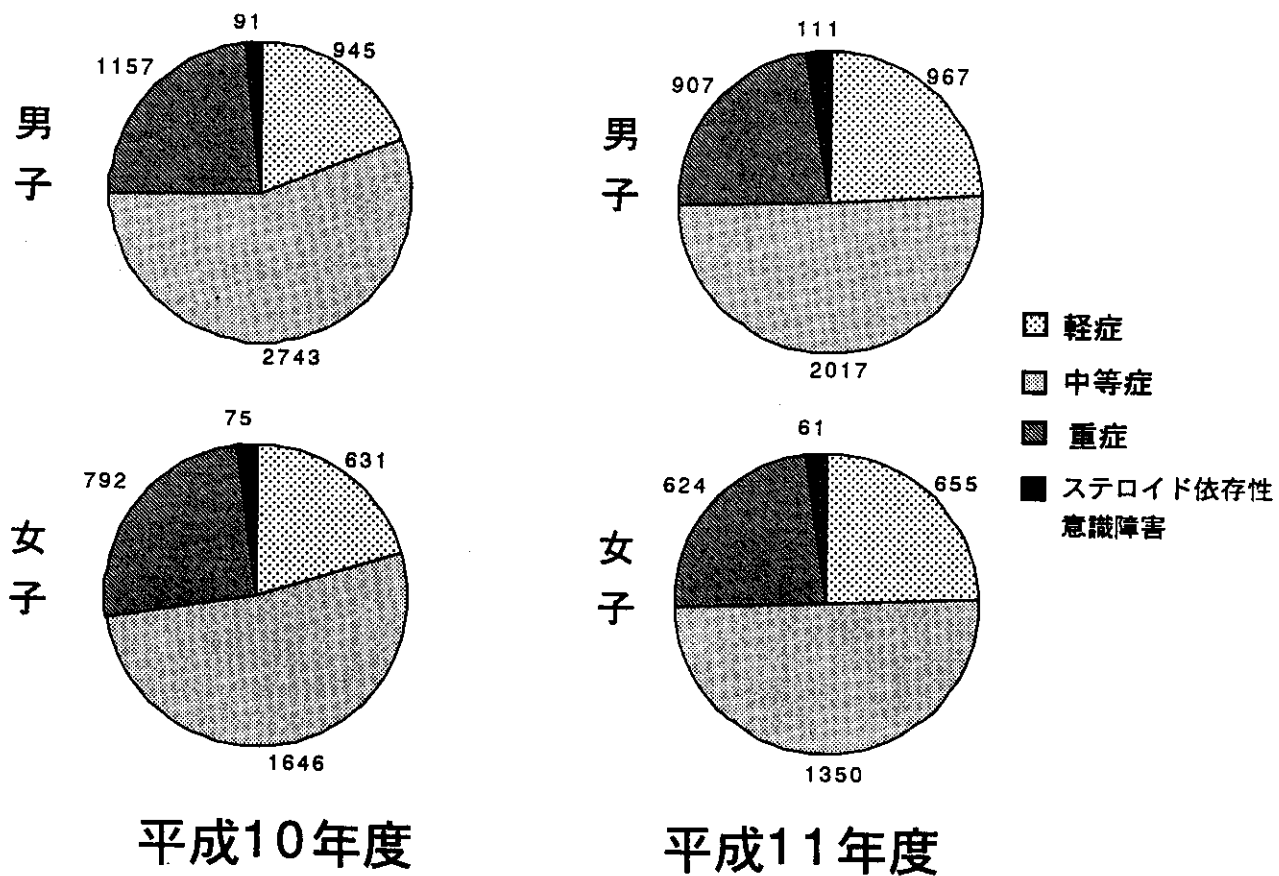 91
945
1157
男子
2743
111
967
907
男子
2017
75
631
792
女子
1646
61
655
624
女子
1350
軽症
中等症
重症
ステロイド依存性
意識障害
平成10年度
平成11年度